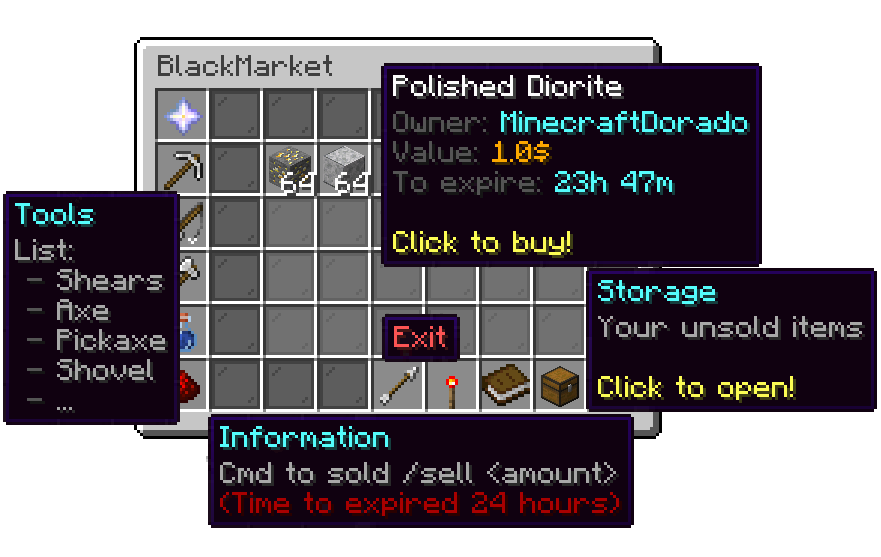 BlackMarket
Polished Diorite
Owner: MinecraftDorado
Value: 1.0$
To expire: 23h 47m
Click to buy!
64
64
Tools
List:
- Shears
- Axe
- Pickaxe
- Shovel
- ...
Storage
Your unsold items
Click to open!
Exit
Information
Cmd to sold /sell <amount>
(Time to expired 24 hours)